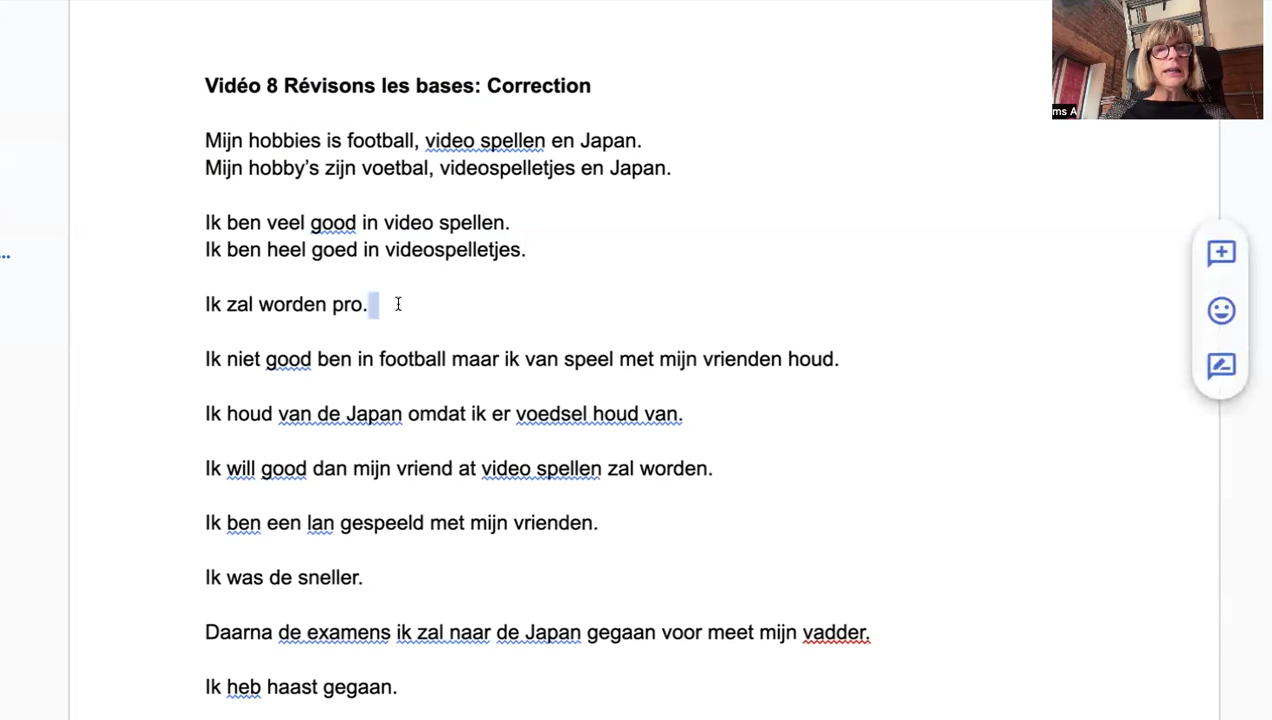 Vidéo 8 Révisons les bases: Correction
Mijn hobbies is football, video spellen en Japan.
Mijn hobby's zijn voetbal, videospelletjes en Japan.
Ik ben veel good in video spellen.
Ik ben heel goed in videospelletjes.
Ik zal worden pro.
Ik niet good ben in football maar ik van speel met mijn vrienden houd.
Ik houd van de Japan omdat ik er voedsel houd van.
Ik will good dan mijn vriend at video spellen zal worden.
Ik ben een lan gespeeld met mijn vrienden.
Ik was de sneller.
Daarna de examens ik zal naar de Japan gegaan voor meet mijn vadder.
Ik heb haast gegaan.
ms A